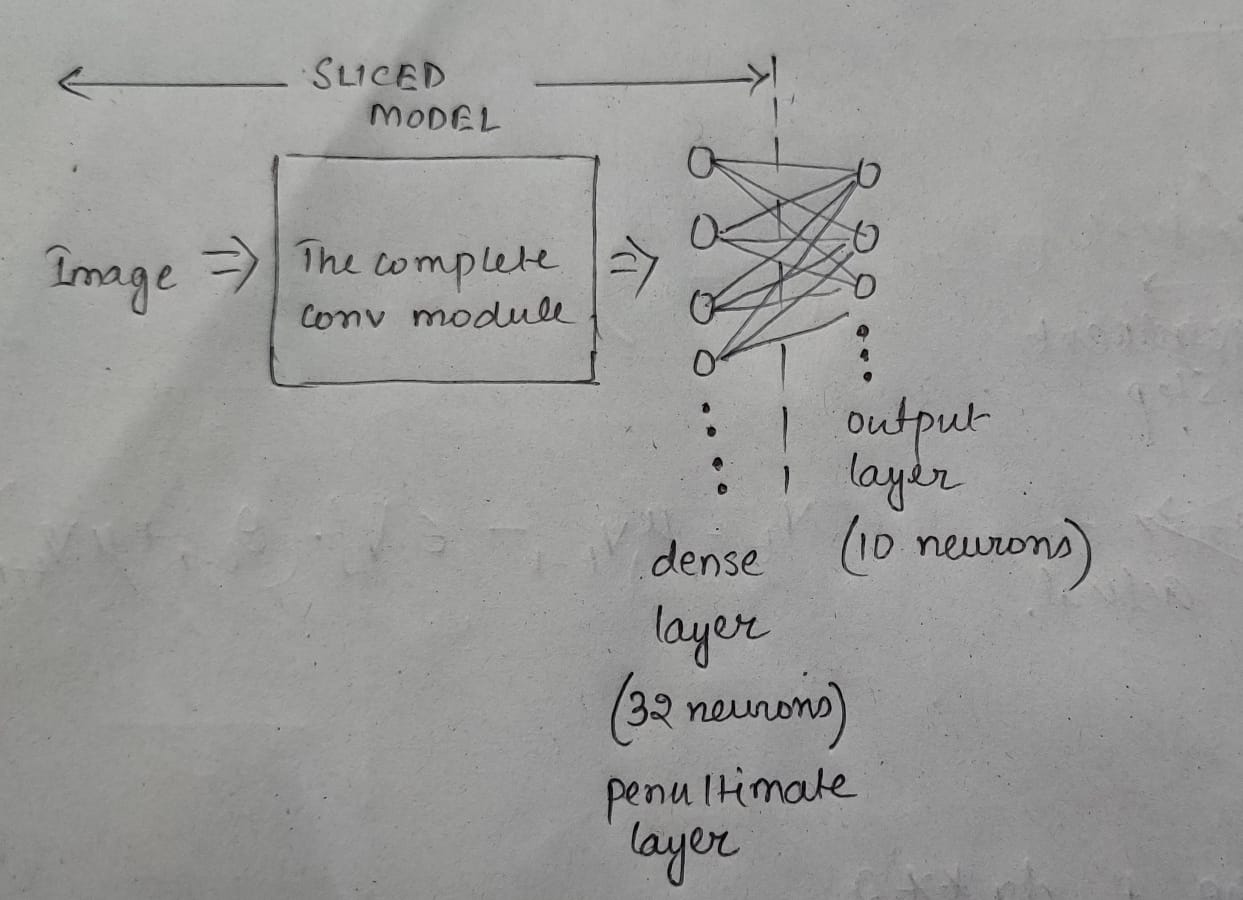 SLICED
MODEL
Image
The complete
conv module
output
layer
(10 neurons)
dense
layer
(32 neurons)
penultimate
layer